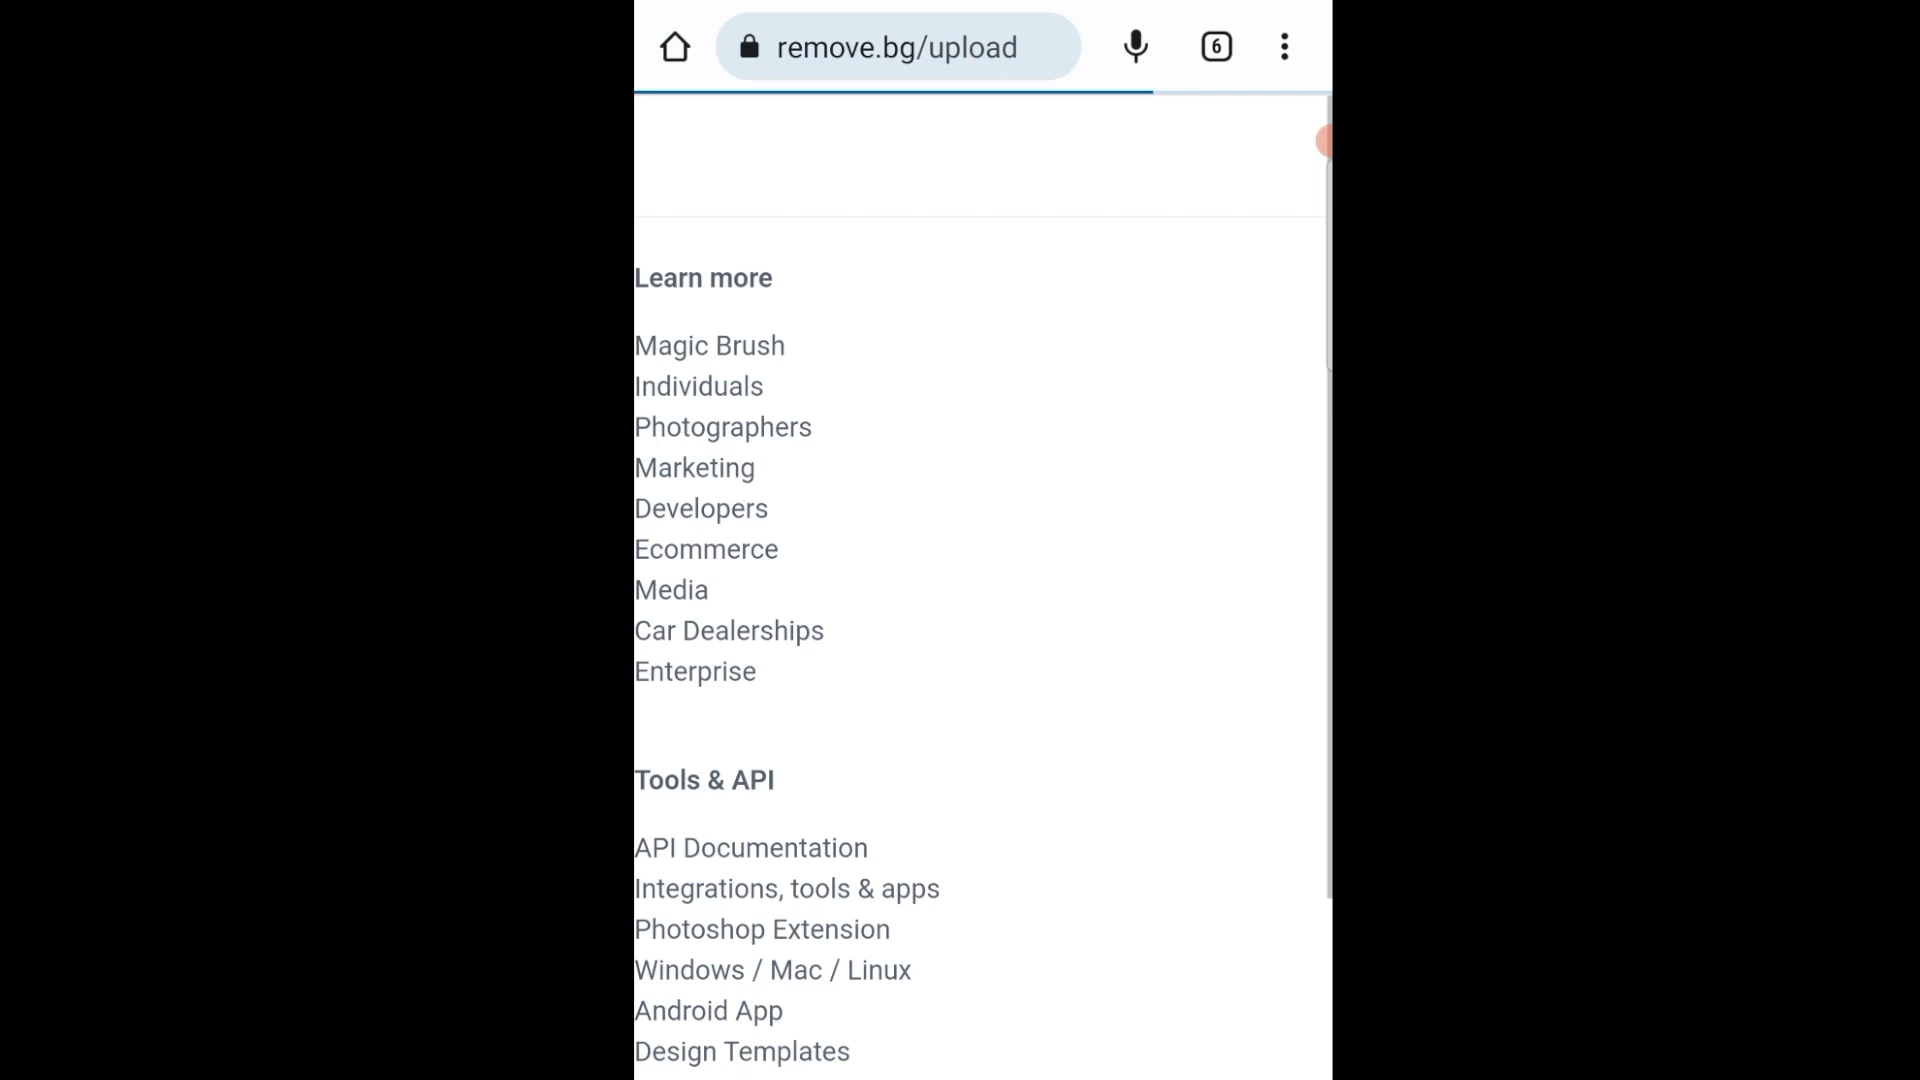 remove.bg/upload
6
Learn more
Magic Brush
Individuals
Photographers
Marketing
Developers
Ecommerce
Media
Car Dealerships
Enterprise
Tools & API
API Documentation
Integrations, tools & apps
Photoshop Extension
Windows / Mac / Linux
Android App
Design Templates